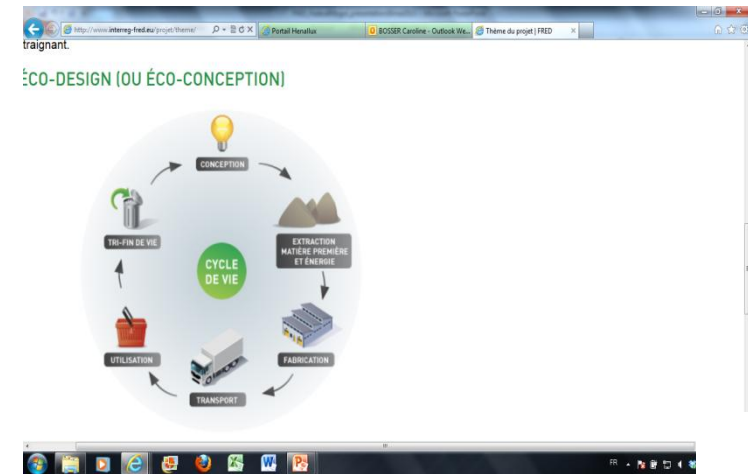 http://www.interreg-fred.eu/projet/theme/
Portail Henallux
BOSSER Caroline - Outlook We...
Thème du projet | FRED
traignant.
ÉCO-DESIGN (OU ÉCO-CONCEPTION)
CONCEPTION
TRI-FIN DE VIE
EXTRACTION
MATIÈRE PREMIÈRE
ET ÉNERGIE
CYCLE
DE VIE
UTILISATION
FABRICATION
TRANSPORT
FR